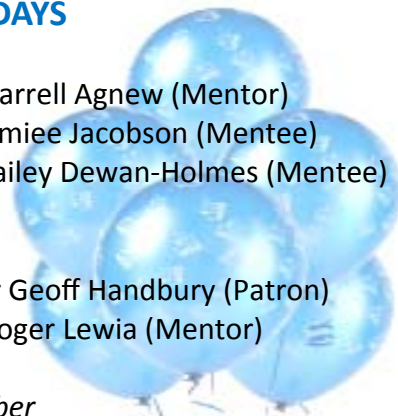 DAYS
arrell Agnew (Mentor)
miee Jacobson (Mentee)
ailey Dewan-Holmes (Mentee)
r Geoff Handbury (Patron)
oger Lewia (Mentor)
ber